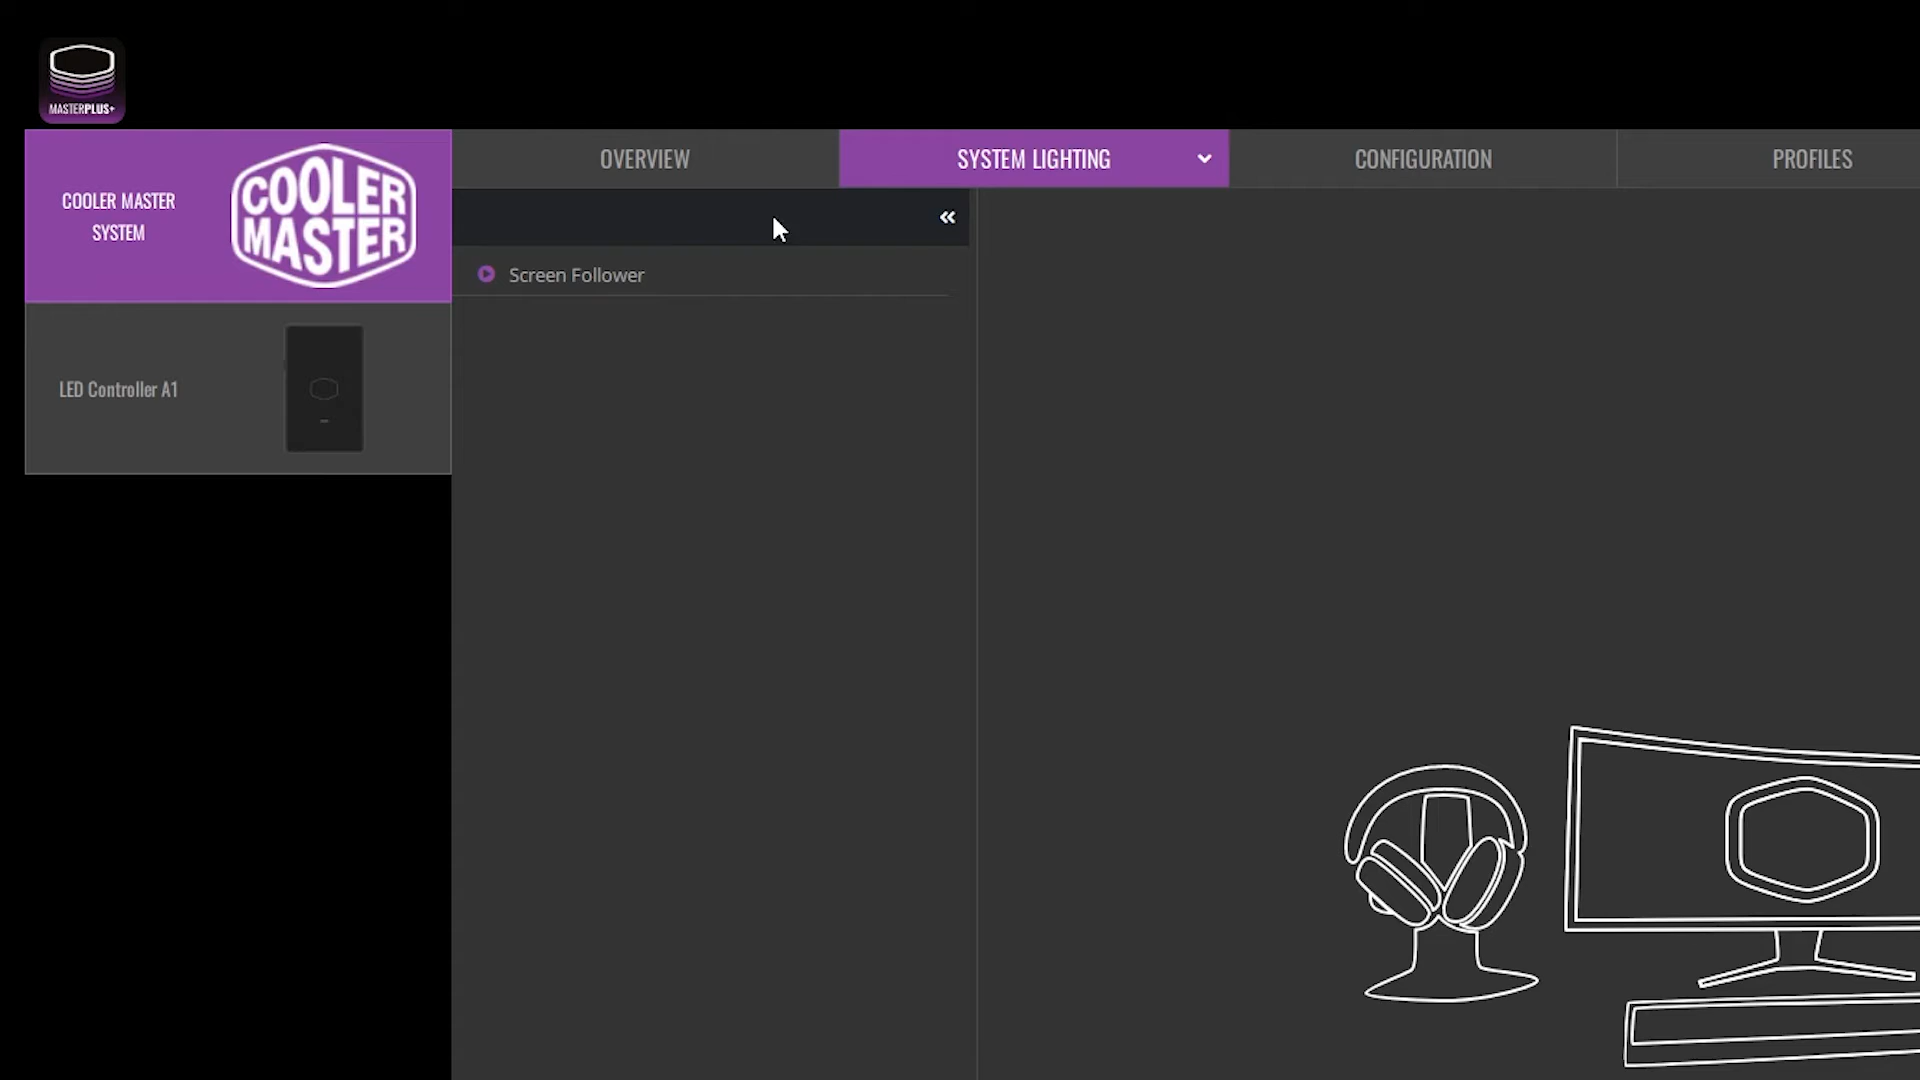 MASTERPLUS+
COOLER MASTER
SYSTEM
COOLER
MASTER
OVERVIEW
SYSTEM LIGHTING
CONFIGURATION
PROFILES
Screen Follower
LED Controller A1